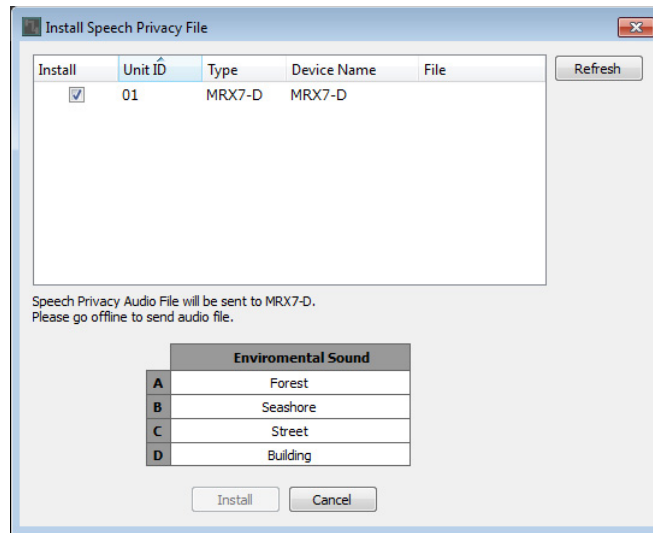 Install Speech Privacy File
Install Unit ID Type Device Name File Refresh
01 MRX7-D MRX7-D
Speech Privacy Audio File will be sent to MRX7-D.
Please go offline to send audio file.
Enviromental Sound
A Forest
B Seashore
C Street
D Building
Install Cancel